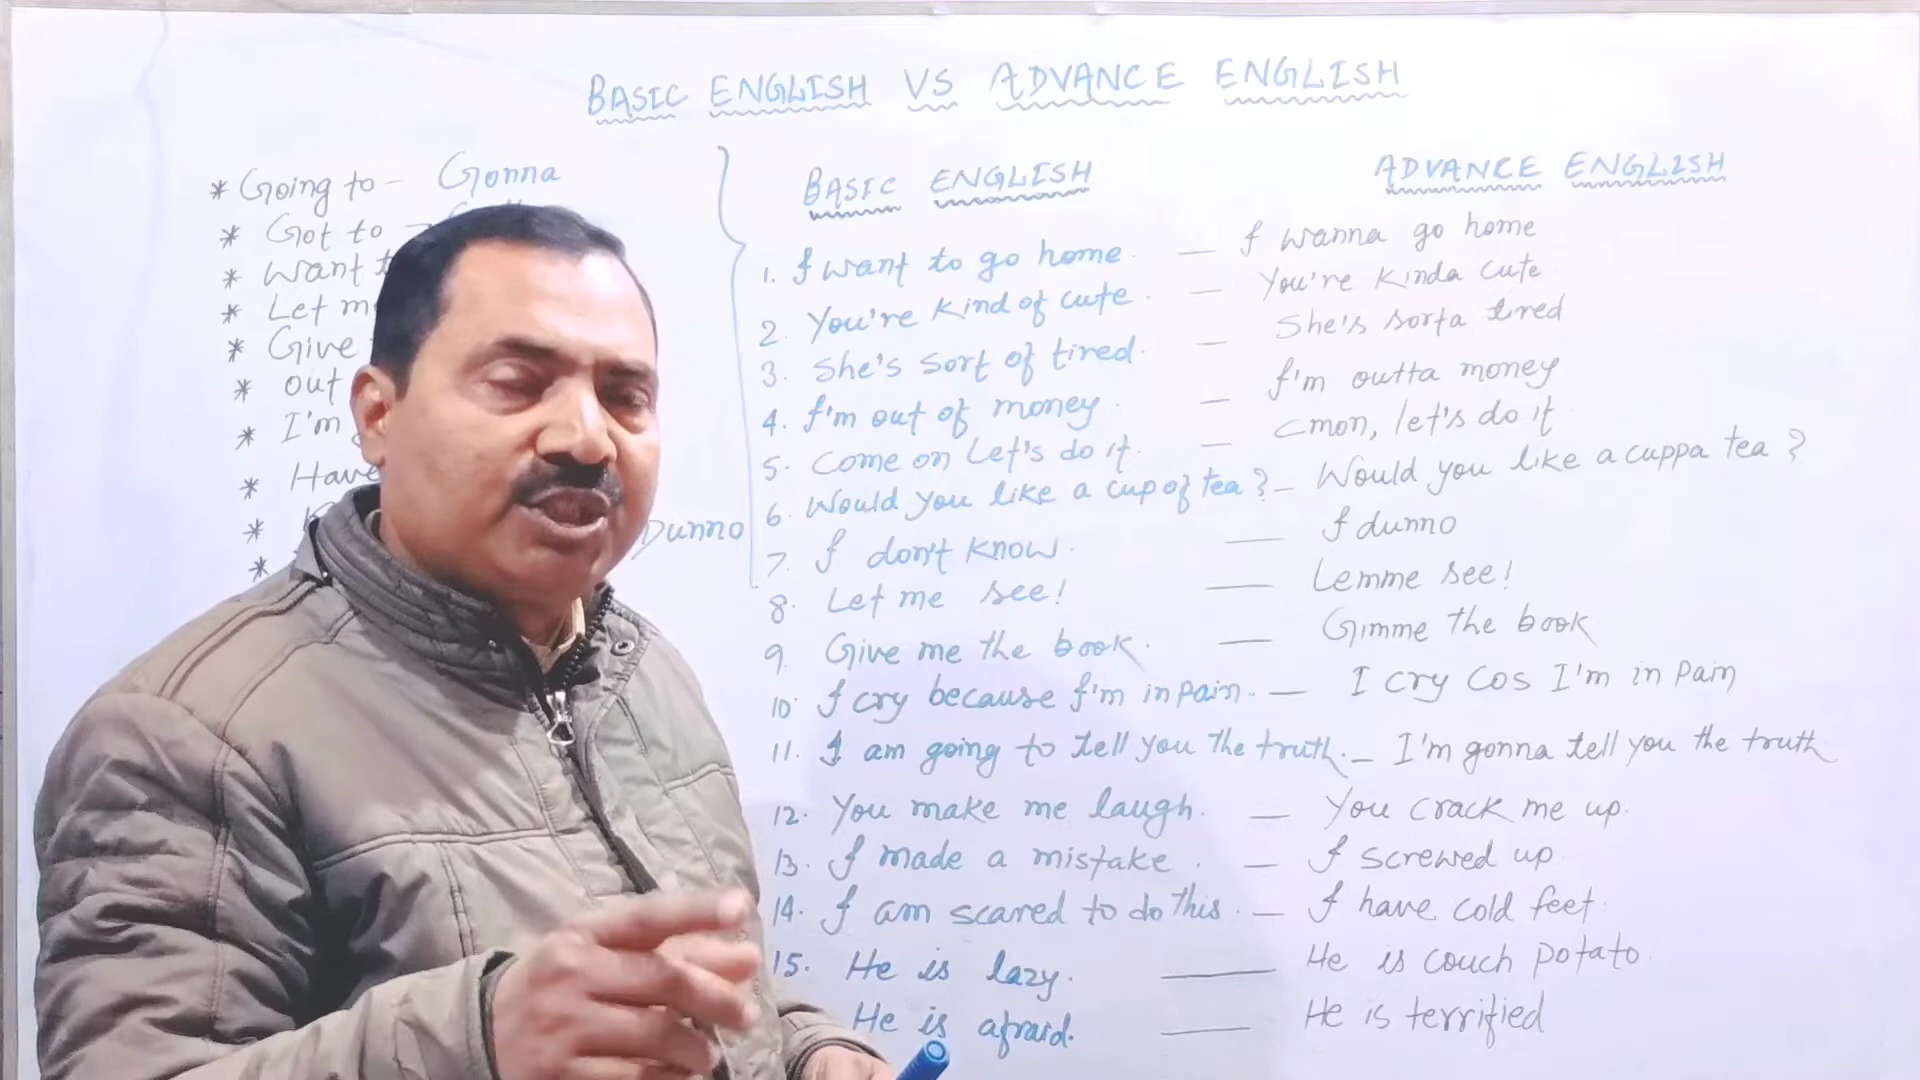 BASIC ENGLISH VS ADVANCE ENGLISH
* Going to - Gonna
* Got to -
* Want
* Let
* Give
* out
* I'm
* Have
*
Dunno
*
BASIC ENGLISH
ADVANCE ENGLISH
1. I want to go home. — I wanna go home
2. You're kind of cute. — You're kinda cute
3. She's sort of tired. — She's sorta tired
4. I'm out of money. — I'm outta money
5. Come on Let's do it. — Cmon, let's do it
6. Would you like a cup of tea? — Would you like a cuppa tea?
7. I don't know. — I dunno
8. Let me see! — Lemme see!
9. Give me the book. — Gimme the book
10. I cry because I'm in pain. — I cry cos I'm in pain
11. I am going to tell you the truth. — I'm gonna tell you the truth
12. You make me laugh. — You crack me up.
13. I made a mistake. — I screwed up.
14. I am scared to do this. — I have cold feet.
15. He is lazy. — He is couch potato.
He is afraid. — He is terrified